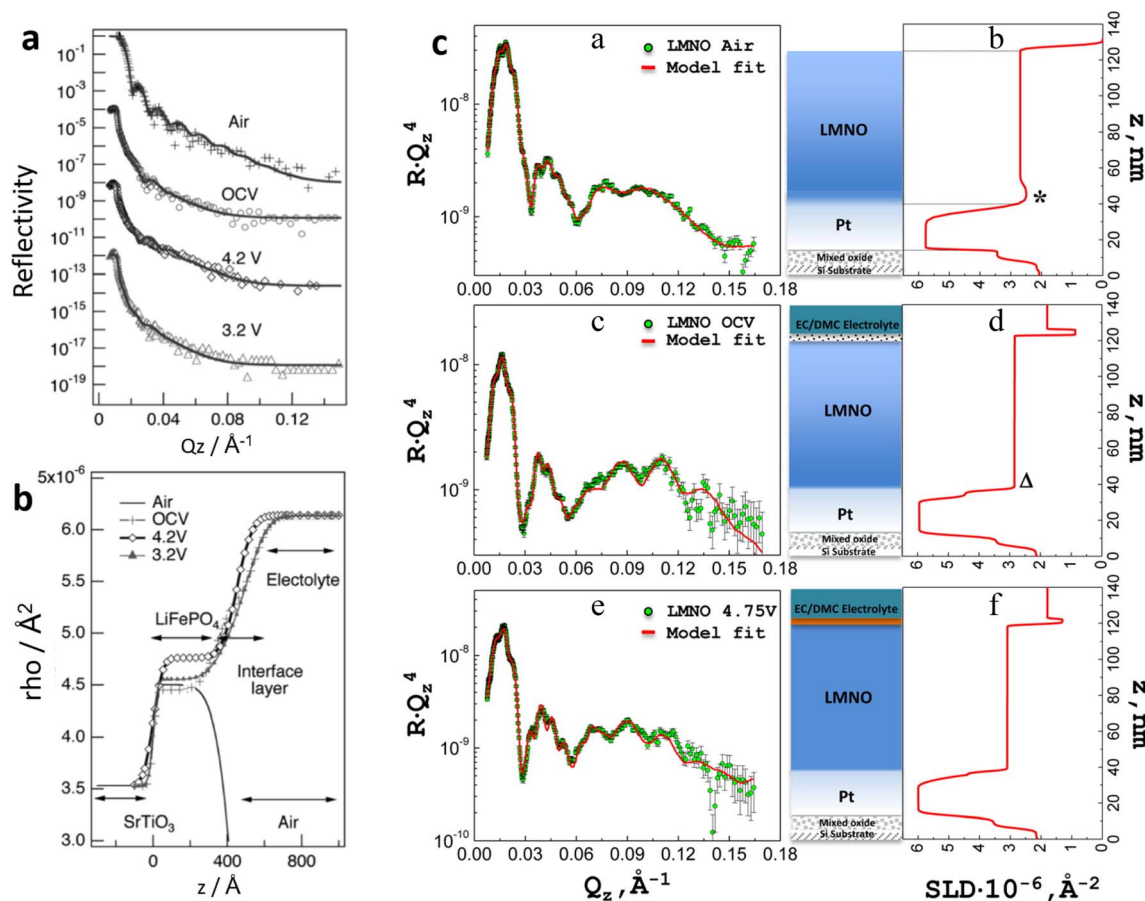 a
Reflectivity
10⁻¹
10⁻³
10⁻⁵
10⁻⁷
10⁻⁹
10⁻¹¹
10⁻¹³
10⁻¹⁵
10⁻¹⁷
10⁻¹⁹
Air
OCV
4.2 V
3.2 V
0 0.04 0.08 0.12
Qz / Å⁻¹
b
rho / Å²
5x10⁻⁶
6.0
5.5
5.0
4.5
4.0
3.5
3.0
Air
OCV
4.2V
3.2V
Electolyte
LiFePO₄
Interface
layer
SrTiO₃
Air
0 400 800
z / Å
c
a
LMNO Air
Model fit
R·Q_z⁴
10⁻⁸
10⁻⁹
0.00 0.03 0.06 0.09 0.12 0.15 0.18
LMNO
Pt
Mixed oxide
Si Substrate
b
*
6 5 4 3 2 1 0
0 20 40 60 80 100 120 140
z, nm
c
LMNO OCV
Model fit
R·Q_z⁴
10⁻⁸
10⁻⁹
0.00 0.03 0.06 0.09 0.12 0.15 0.18
EC/DMC Electrolyte
LMNO
Pt
Mixed oxide
Si Substrate
d
Δ
6 5 4 3 2 1 0
0 20 40 60 80 100 120 140
z, nm
e
LMNO 4.75V
Model fit
R·Q_z⁴
10⁻⁸
10⁻⁹
10⁻¹⁰
0.00 0.03 0.06 0.09 0.12 0.15 0.18
Q_z, Å⁻¹
EC/DMC Electrolyte
LMNO
Pt
Mixed oxide
Si Substrate
f
6 5 4 3 2 1 0
0 20 40 60 80 100 120 140
z, nm
SLD·10⁻⁶, Å⁻²